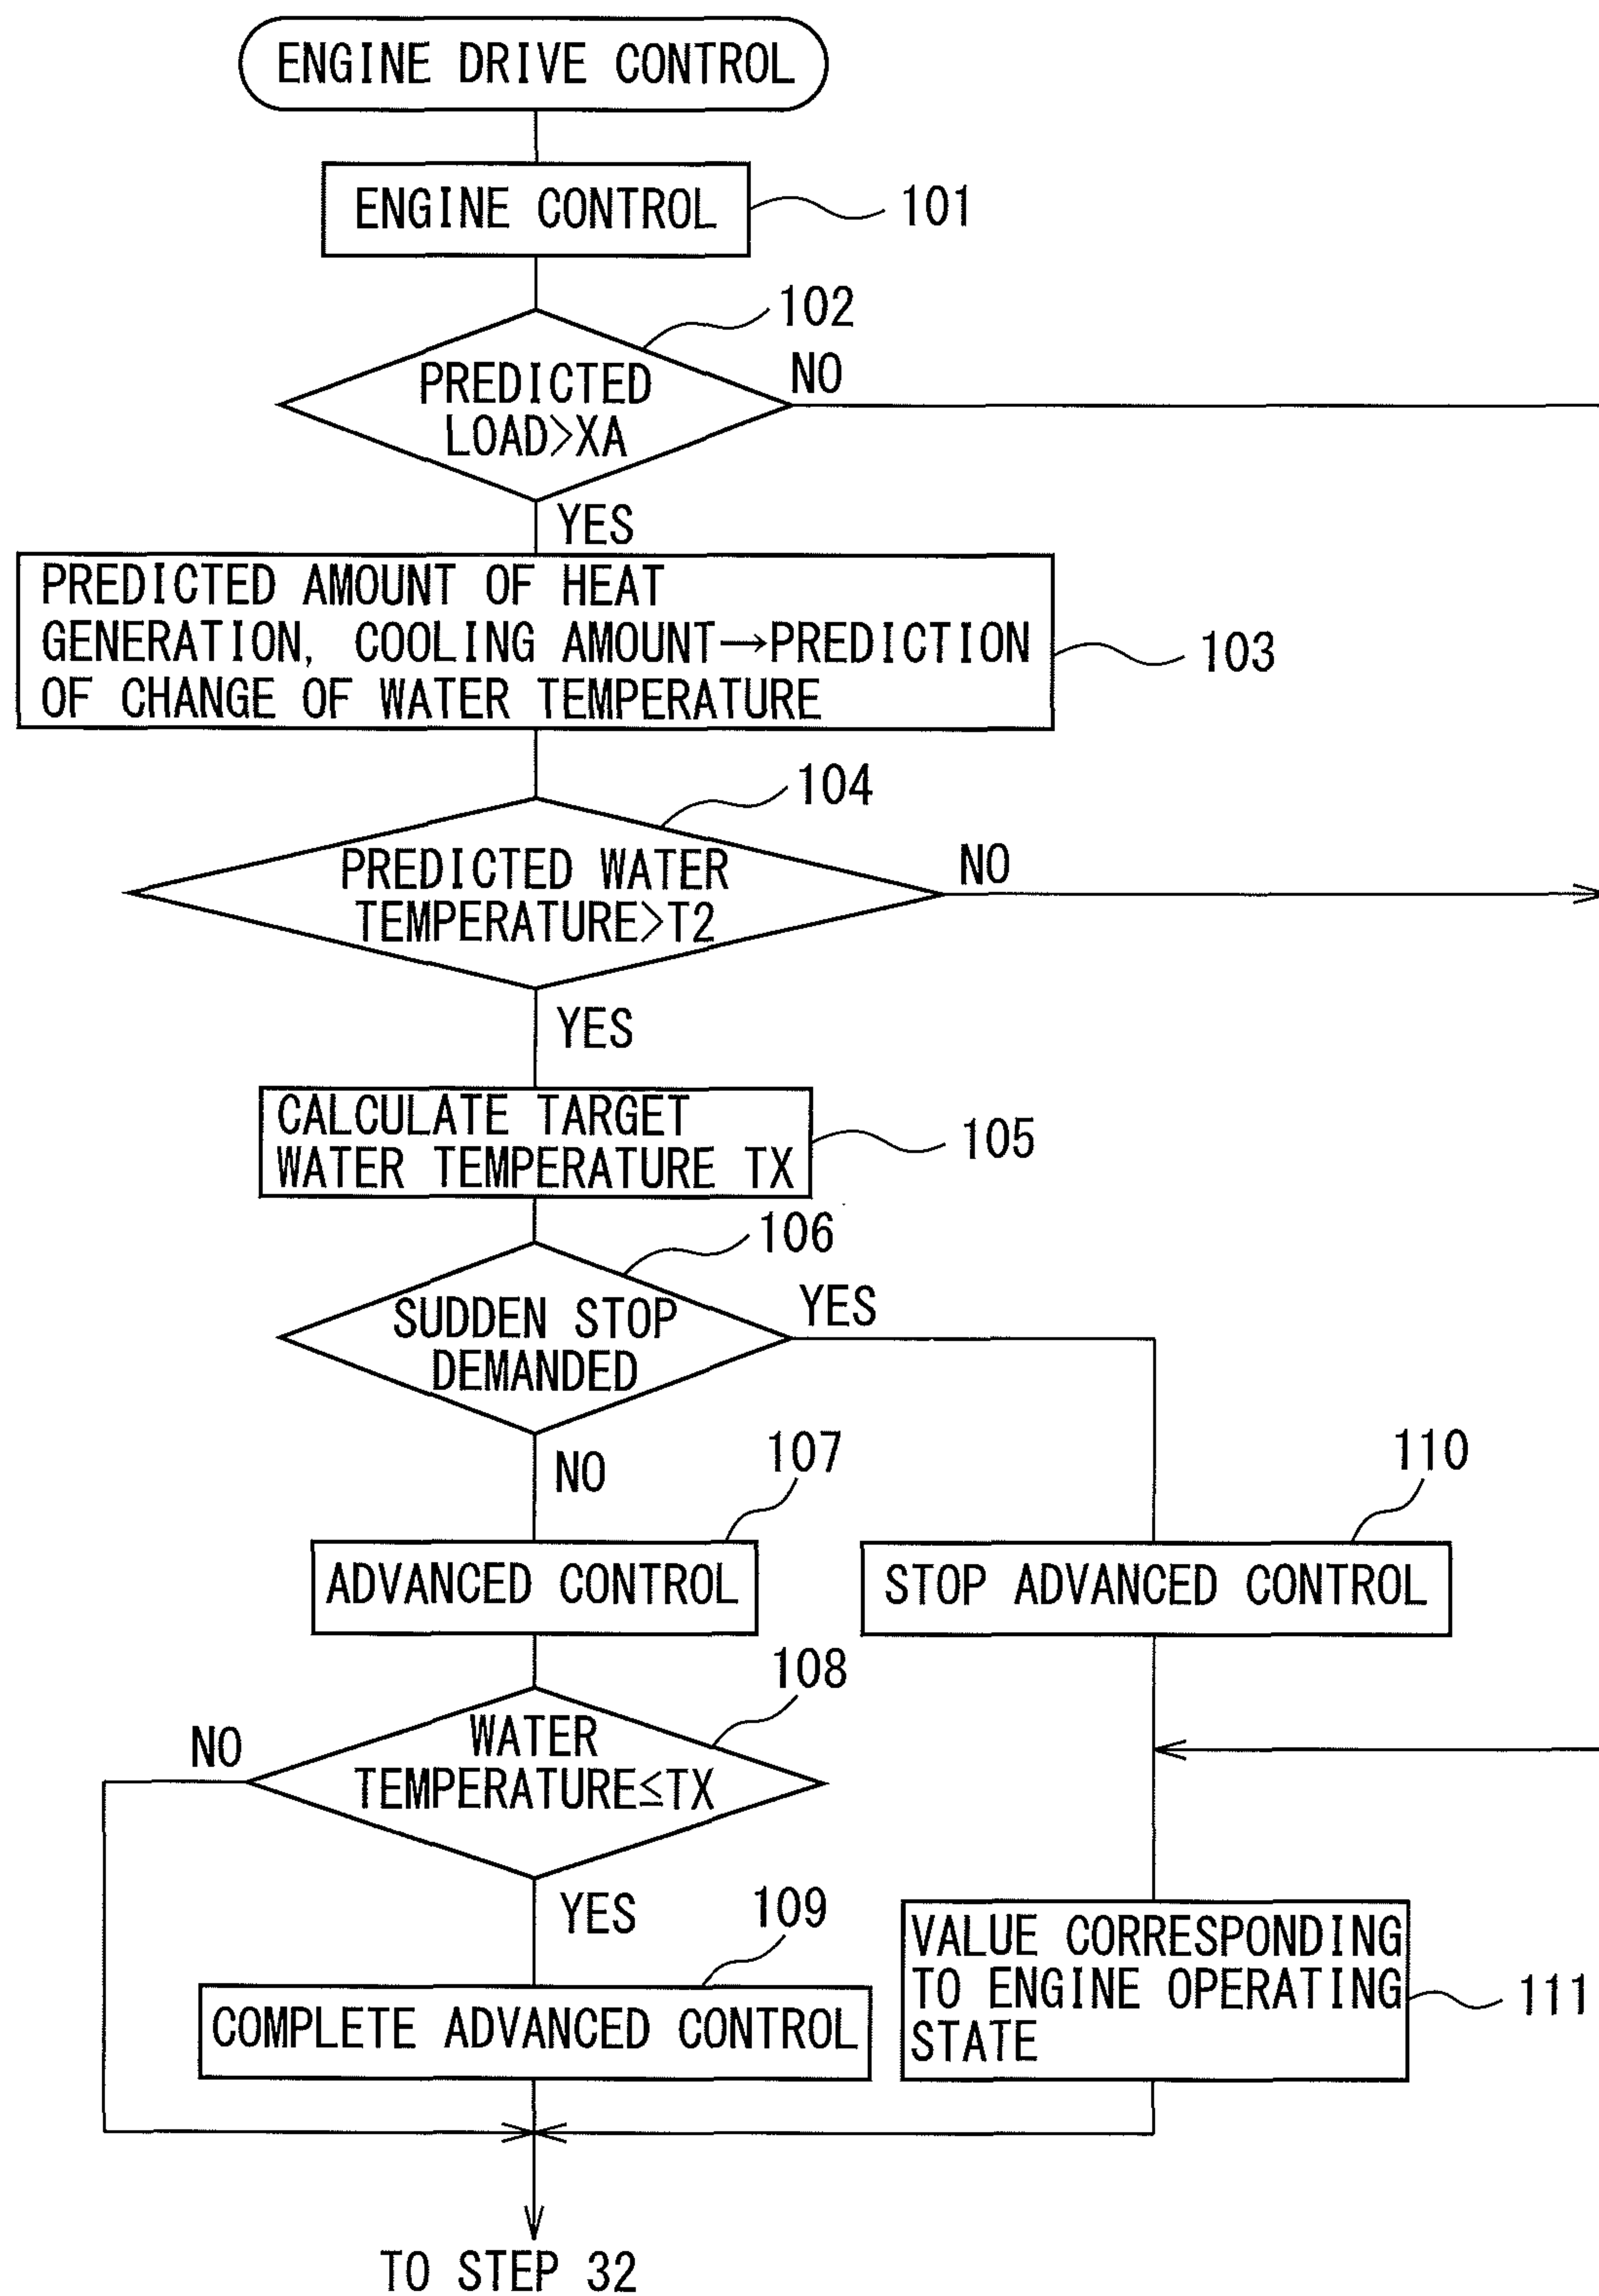 ENGINE DRIVE CONTROL
ENGINE CONTROL
101
102
PREDICTED
LOAD>XA
NO
YES
PREDICTED AMOUNT OF HEAT
GENERATION, COOLING AMOUNT→PREDICTION
OF CHANGE OF WATER TEMPERATURE
103
104
PREDICTED WATER
TEMPERATURE>T2
NO
YES
CALCULATE TARGET
WATER TEMPERATURE TX
105
106
SUDDEN STOP
DEMANDED
YES
NO
107
110
ADVANCED CONTROL
STOP ADVANCED CONTROL
108
WATER
TEMPERATURE≤TX
NO
YES
109
COMPLETE ADVANCED CONTROL
VALUE CORRESPONDING
TO ENGINE OPERATING
STATE
111
TO STEP 32